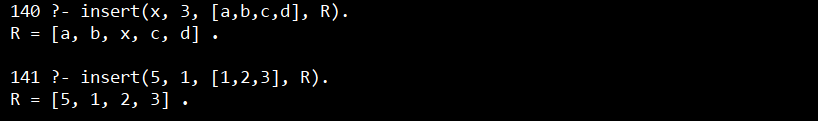 140 ?- insert(x, 3, [a,b,c,d], R).
R = [a, b, x, c, d] .
141 ?- insert(5, 1, [1,2,3], R).
R = [5, 1, 2, 3] .